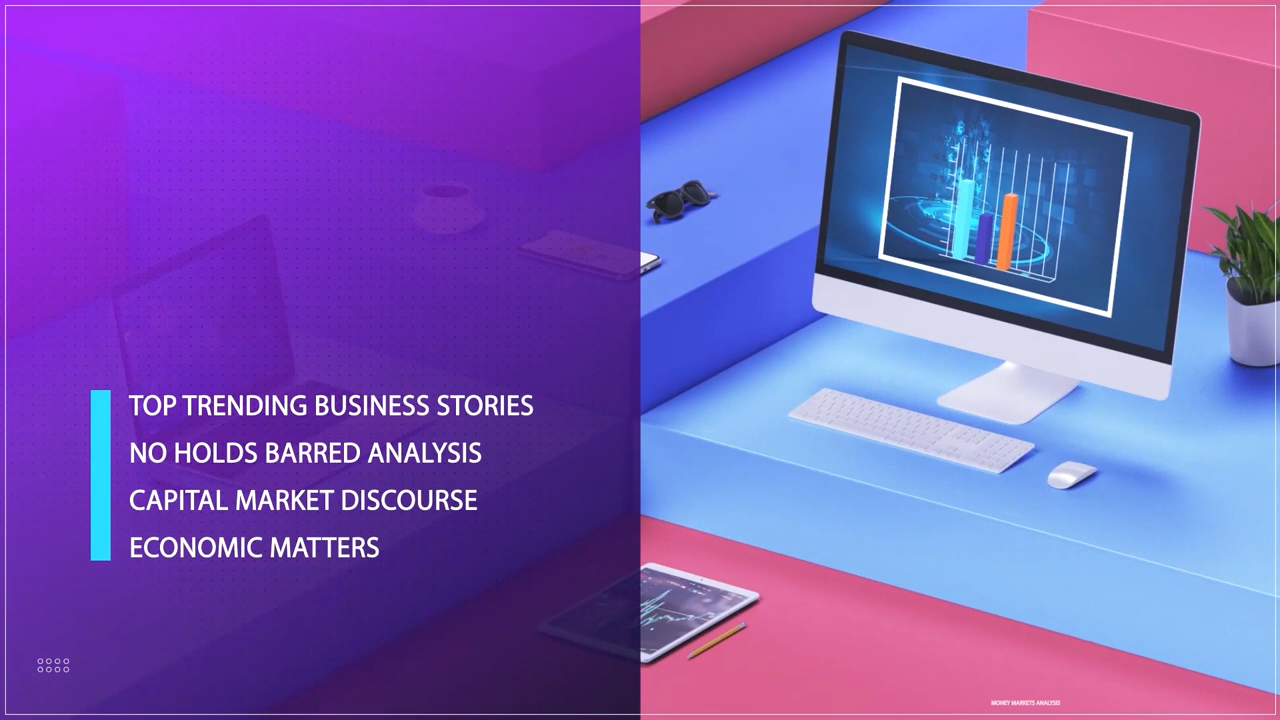 TOP TRENDING BUSINESS STORIES
NO HOLDS BARRED ANALYSIS
CAPITAL MARKET DISCOURSE
ECONOMIC MATTERS
MONEY MARKETS ANALYSIS